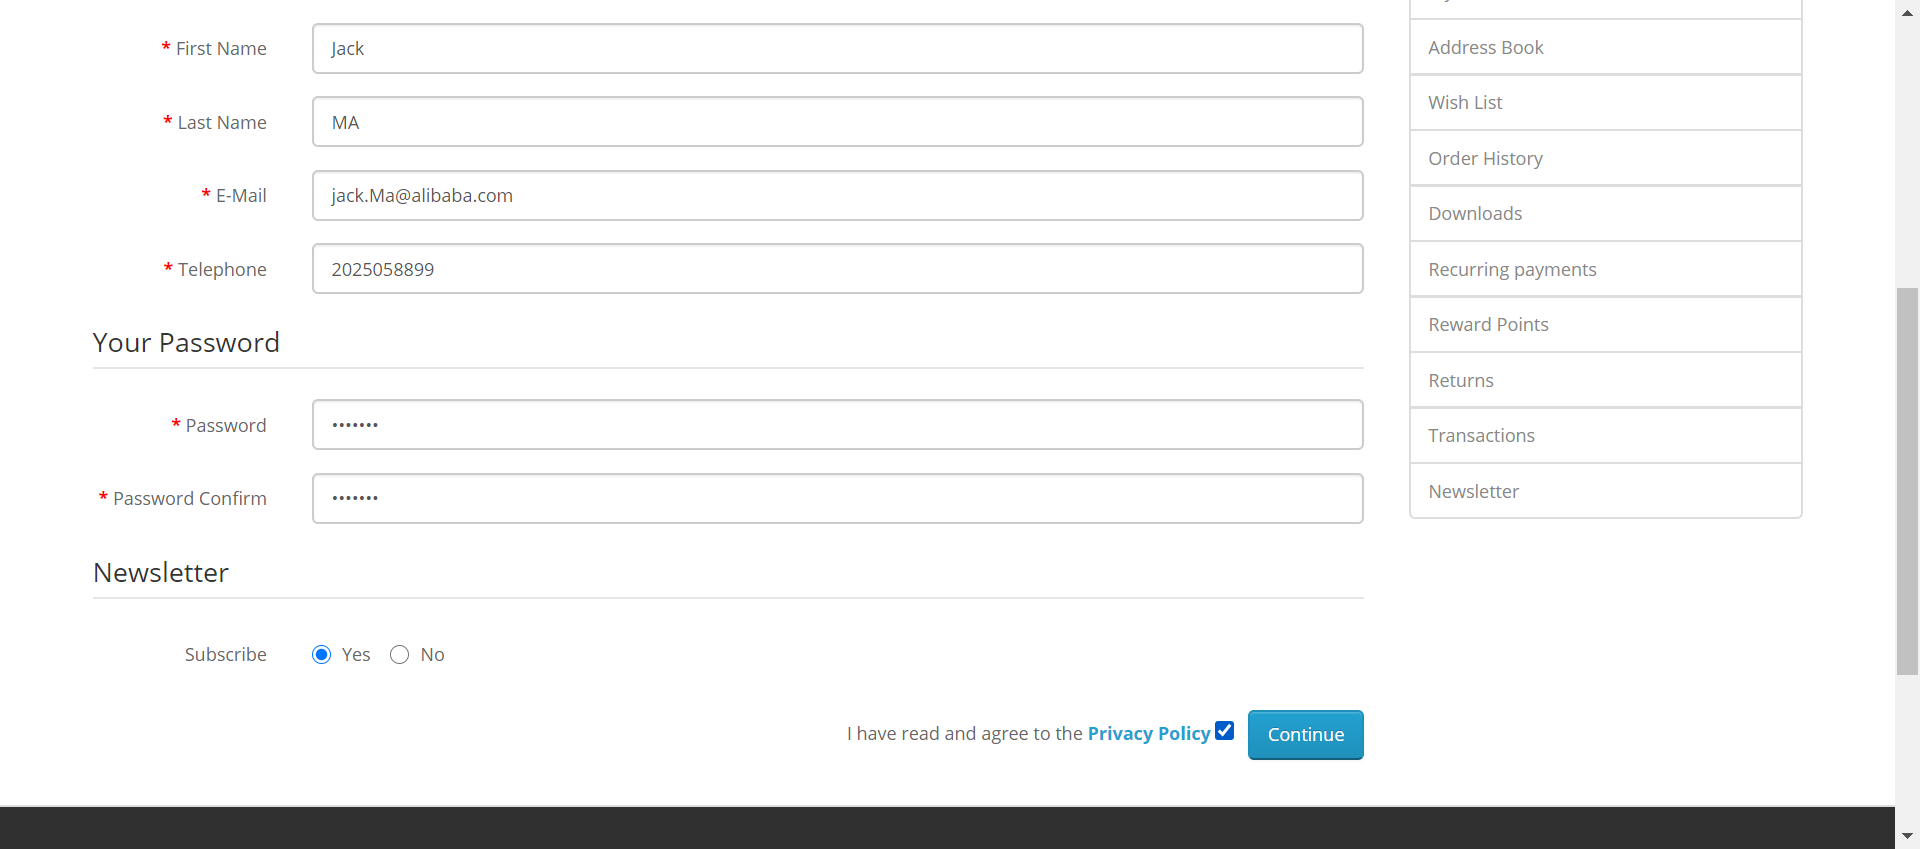 * First Name
Jack
* Last Name
MA
* E-Mail
jack.Ma@alibaba.com
* Telephone
2025058899
Your Password
* Password
•••••••
* Password Confirm
•••••••
Newsletter
Subscribe
Yes
No
I have read and agree to the Privacy Policy
Continue
Address Book
Wish List
Order History
Downloads
Recurring payments
Reward Points
Returns
Transactions
Newsletter